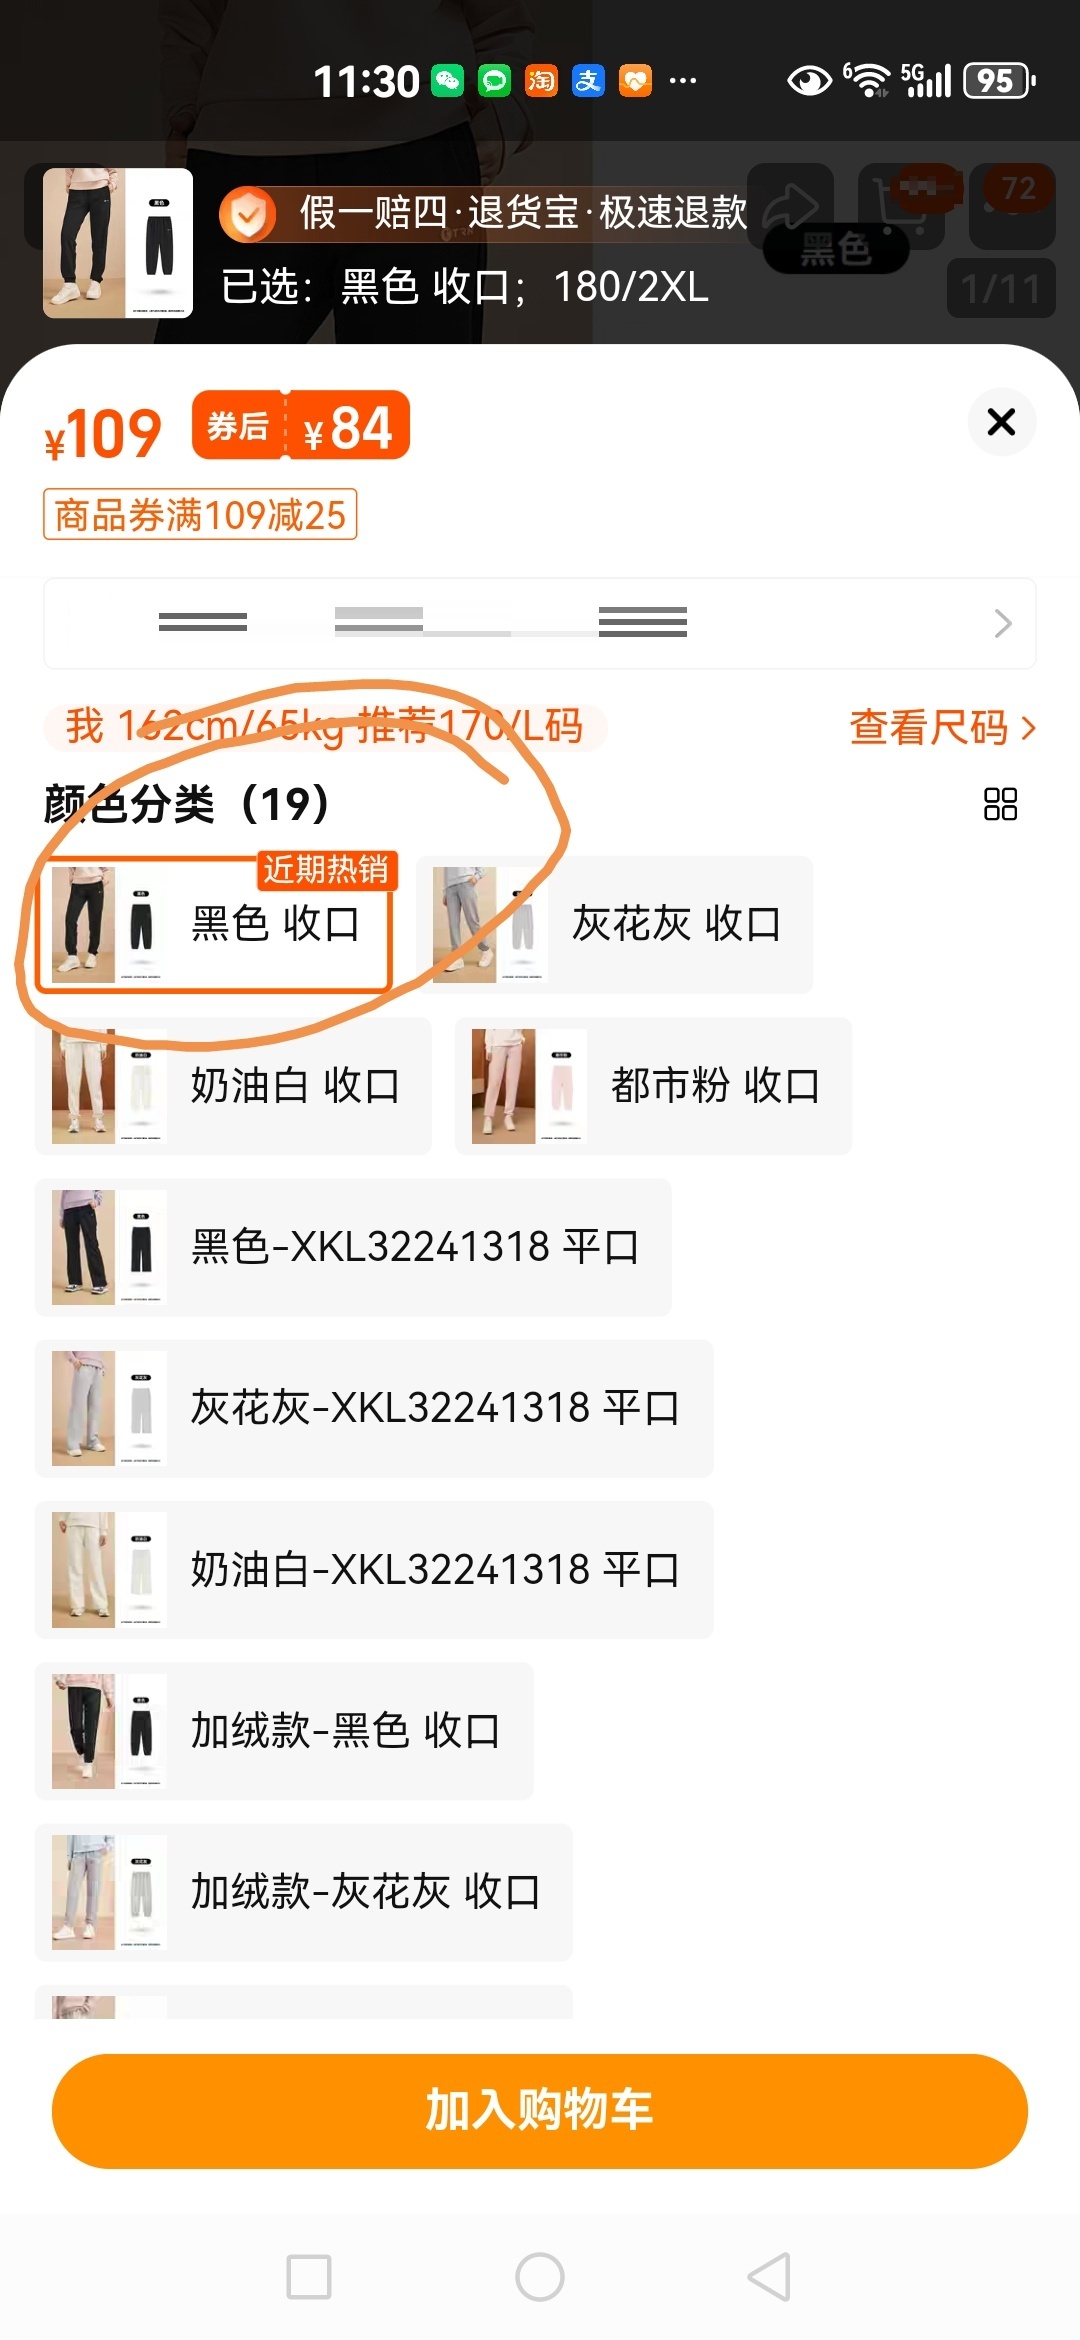 11:30
淘
支
6
5G
95
假一赔四·退货宝·极速退款
72
黑色
已选：黑色 收口；180/2XL
1/11
¥109
券后 ¥84
商品券满109减25
我 162cm/65kg 推荐170/L码
查看尺码
颜色分类（19）
近期热销
黑色 收口
灰花灰 收口
奶油白 收口
都市粉 收口
黑色-XKL32241318 平口
灰花灰-XKL32241318 平口
奶油白-XKL32241318 平口
加绒款-黑色 收口
加绒款-灰花灰 收口
加入购物车